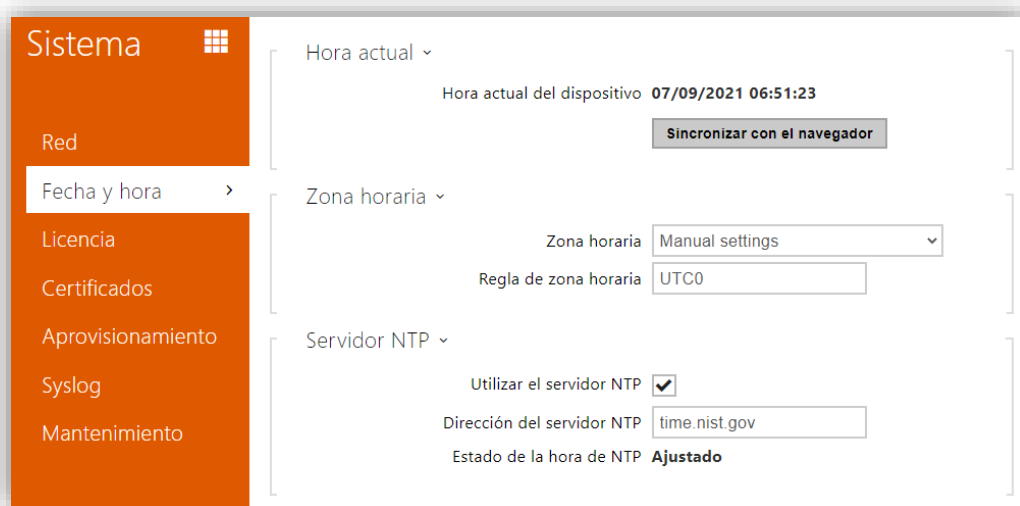 Sistema
Red
Fecha y hora
Licencia
Certificados
Aprovisionamiento
Syslog
Mantenimiento
Hora actual
Hora actual del dispositivo 07/09/2021 06:51:23
Sincronizar con el navegador
Zona horaria
Zona horaria Manual settings
Regla de zona horaria UTC0
Servidor NTP
Utilizar el servidor NTP
Dirección del servidor NTP time.nist.gov
Estado de la hora de NTP Ajustado